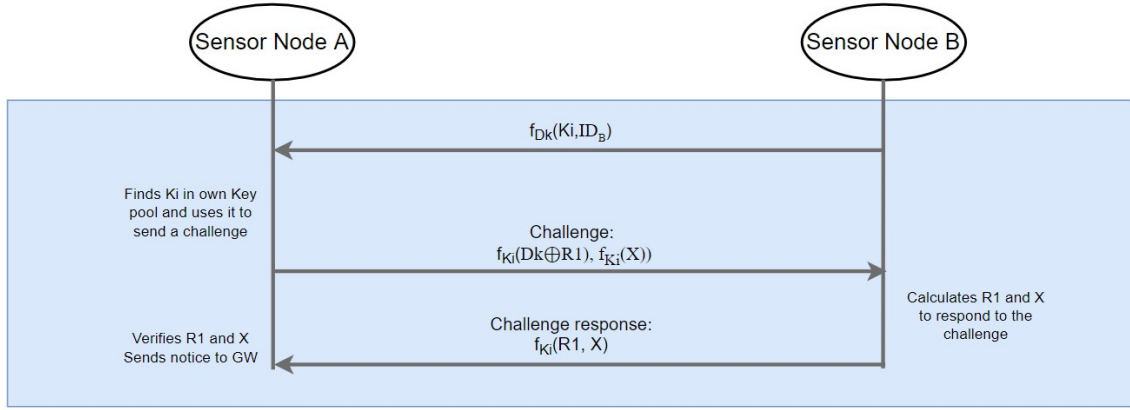 Sensor Node A
Sensor Node B
fDk(Ki,IDB)
Finds Ki in own Key
pool and uses it to
send a challenge
Challenge:
fKi(Dk⊕R1), fKi(X))
Calculates R1 and X
to respond to the
challenge
Challenge response:
fKi(R1, X)
Verifies R1 and X
Sends notice to GW